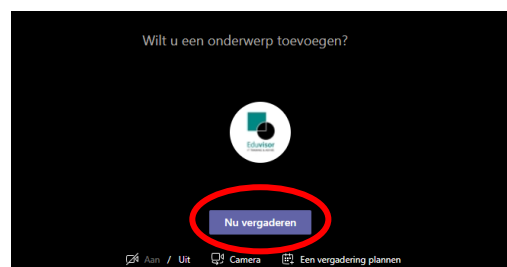 Wilt u een onderwerp toevoegen?
Eduvisor
Nu vergaderen
Aan / Uit Camera Een vergadering plannen